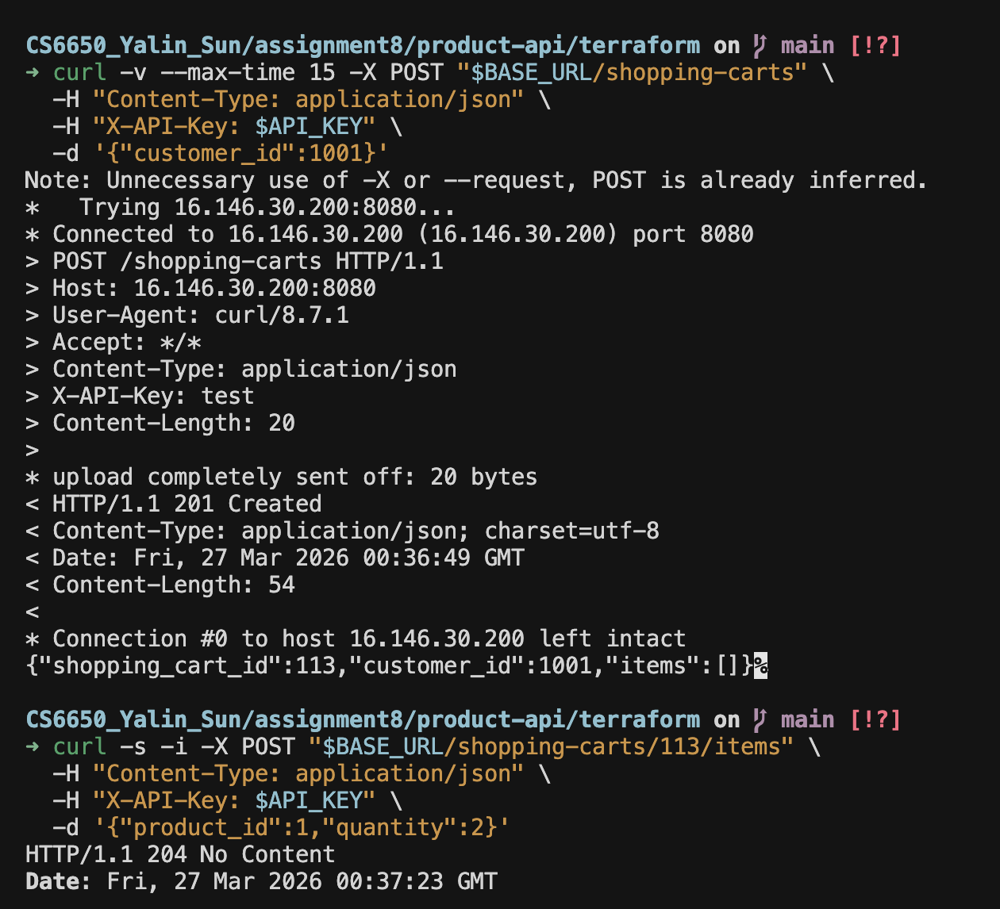 CS6650_Yalin_Sun/assignment8/product-api/terraform on main [!?]
→ curl -v --max-time 15 -X POST "$BASE_URL/shopping-carts" \
  -H "Content-Type: application/json" \
  -H "X-API-Key: $API_KEY" \
  -d '{"customer_id":1001}'
Note: Unnecessary use of -X or --request, POST is already inferred.
*   Trying 16.146.30.200:8080...
* Connected to 16.146.30.200 (16.146.30.200) port 8080
> POST /shopping-carts HTTP/1.1
> Host: 16.146.30.200:8080
> User-Agent: curl/8.7.1
> Accept: */*
> Content-Type: application/json
> X-API-Key: test
> Content-Length: 20
>
* upload completely sent off: 20 bytes
< HTTP/1.1 201 Created
< Content-Type: application/json; charset=utf-8
< Date: Fri, 27 Mar 2026 00:36:49 GMT
< Content-Length: 54
<
* Connection #0 to host 16.146.30.200 left intact
{"shopping_cart_id":113,"customer_id":1001,"items":[]}%
CS6650_Yalin_Sun/assignment8/product-api/terraform on main [!?]
→ curl -s -i -X POST "$BASE_URL/shopping-carts/113/items" \
  -H "Content-Type: application/json" \
  -H "X-API-Key: $API_KEY" \
  -d '{"product_id":1,"quantity":2}'
HTTP/1.1 204 No Content
Date: Fri, 27 Mar 2026 00:37:23 GMT